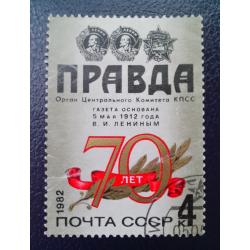 ПРАВДА
Орган Центрального Комитета КПСС
ГАЗЕТА ОСНОВАНА
5 МАЯ 1912 ГОДА
В. И. ЛЕНИНЫМ
70
ЛЕТ
1982
ПОЧТА СССР 4